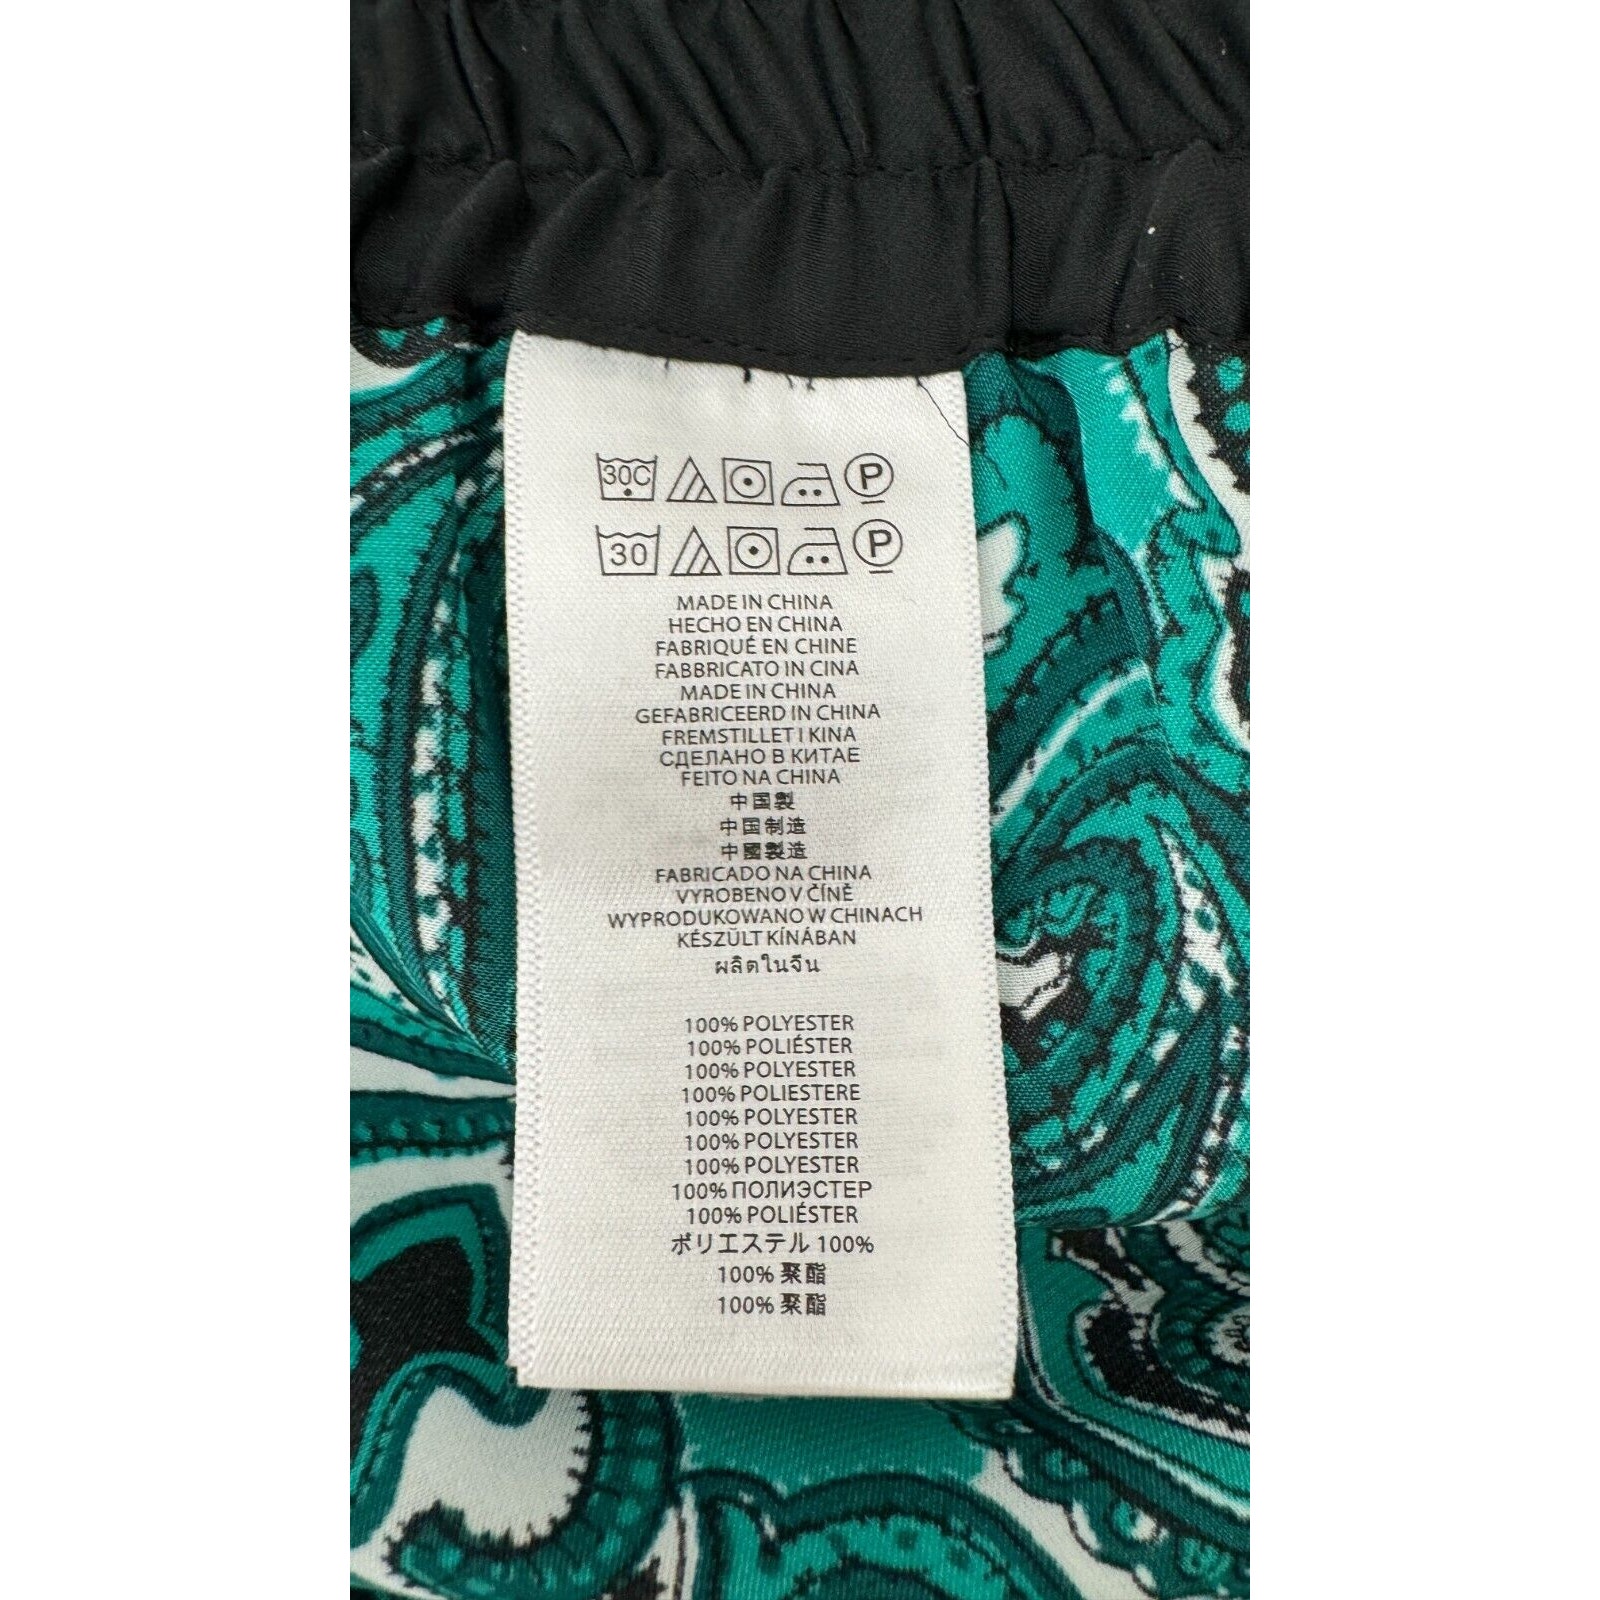 30C P
30 P
MADE IN CHINA
HECHO EN CHINA
FABRIQUÉ EN CHINE
FABBRICATO IN CINA
MADE IN CHINA
GEFABRICEERD IN CHINA
FREMSTILLET I KINA
СДЕЛАНО В КИТАЕ
FEITO NA CHINA
中国製
中国制造
中國製造
FABRICADO NA CHINA
VYROBENO V ČÍNĚ
WYPRODUKOWANO W CHINACH
KÉSZÜLT KÍNÁBAN
ผลิตในจีน
100% POLYESTER
100% POLIÉSTER
100% POLYESTER
100% POLIESTERE
100% POLYESTER
100% POLYESTER
100% POLYESTER
100% ПОЛИЭСТЕР
100% POLIÉSTER
ポリエステル 100%
100% 聚酯
100% 聚酯